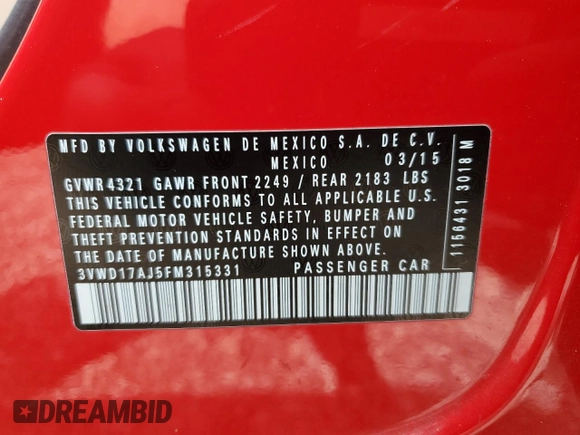 MFD BY VOLKSWAGEN DE MEXICO S.A. DE C.V.
MEXICO 03/15
GVWR 4321 GAWR FRONT 2249 / REAR 2183 LBS
THIS VEHICLE CONFORMS TO ALL APPLICABLE U.S.
FEDERAL MOTOR VEHICLE SAFETY, BUMPER AND
THEFT PREVENTION STANDARDS IN EFFECT ON
THE DATE OF MANUFACTURE SHOWN ABOVE.
3VWD17AJ5FM315331 PASSENGER CAR
1156431 3018 M
DREAMBID